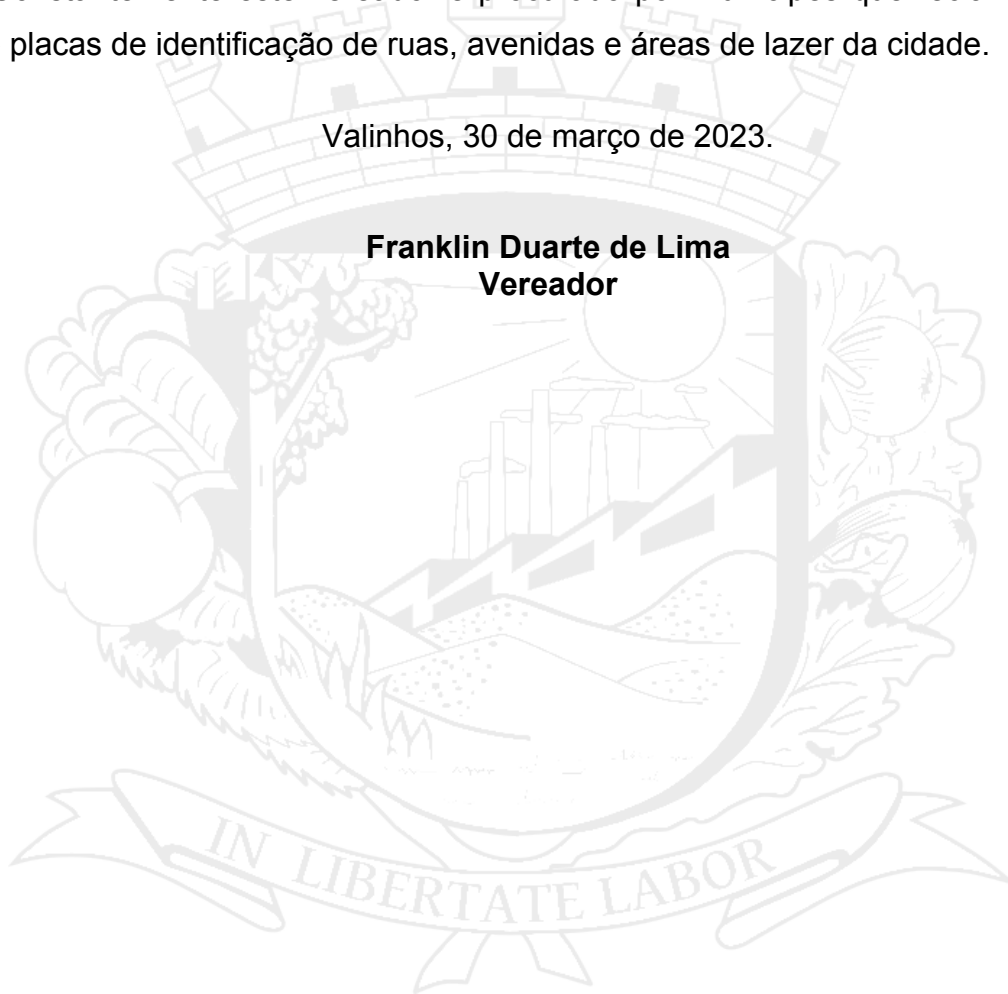 placas de identificação de ruas, avenidas e áreas de lazer da cidade.
Valinhos, 30 de março de 2023.
Franklin Duarte de Lima
Vereador
IN LIBERTATE LABOR